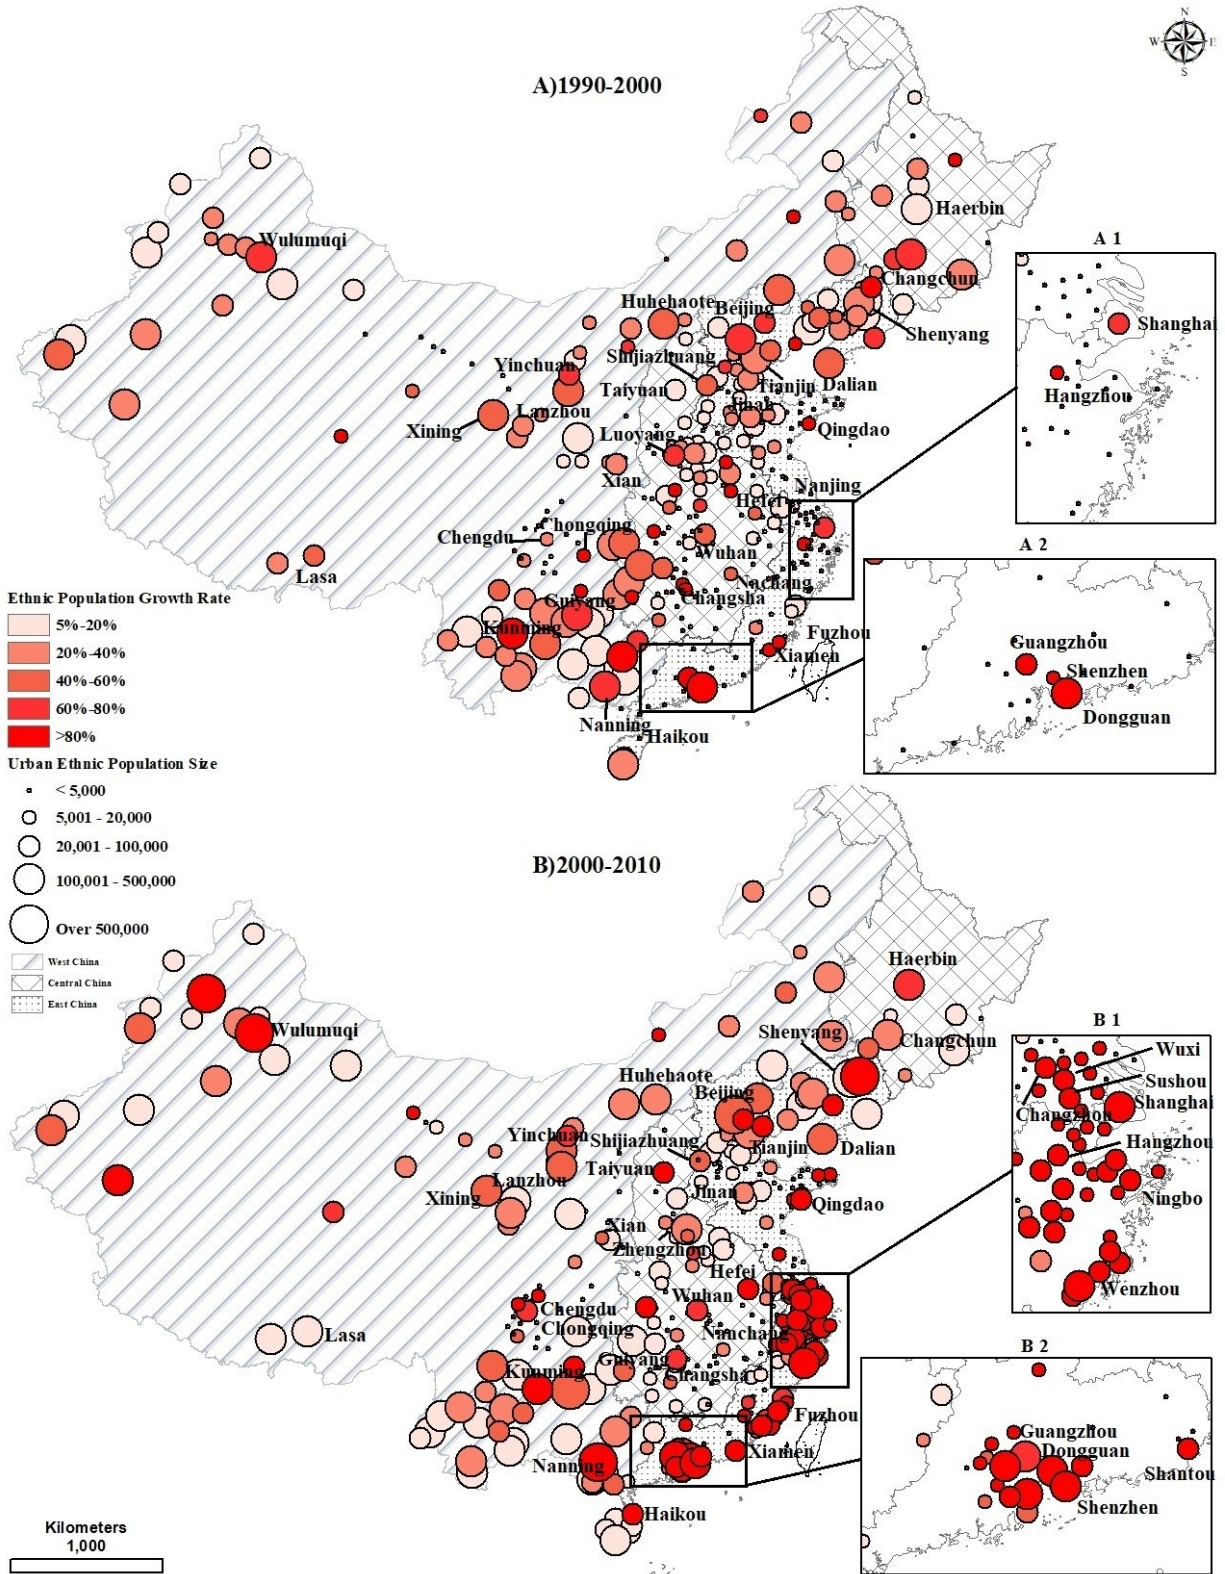 N
W E
S
A)1990-2000
Haerbin
Wulumuqi
A 1
Changchun
Huhehaote
Beijing
Shanghai
Shenyang
Shijiazhuang
Yinchuan
Hangzhou
Taiyuan
Tianjin
Dalian
Jinan
Lanzhou
Xining
Qingdao
Luoyang
Xian
Nanjing
Hefei
Chongqing
Chengdu
Wuhan
A 2
Lasa
Nachang
Changsha
Ethnic Population Growth Rate
5%-20%
20%-40%
40%-60%
60%-80%
>80%
Guiyang
Kunming
Fuzhou
Xiamen
Guangzhou
Shenzhen
Dongguan
Nanning
Haikou
Urban Ethnic Population Size
< 5,000
5,001 - 20,000
20,001 - 100,000
100,001 - 500,000
Over 500,000
West China
Central China
East China
B)2000-2010
Haerbin
Wulumuqi
Shenyang
Changchun
B 1
Wuxi
Sushou
Shanghai
Changzhou
Hangzhou
Ningbo
Wenzhou
Huhehaote
Beijing
Yinchuan
Shijiazhuang
Tianjin
Dalian
Taiyuan
Lanzhou
Xining
Jinan
Qingdao
Xian
Zhengzhou
Hefei
Chengdu
Wuhan
Chongqing
Nanchang
Lasa
Guiyang
Kunming
Changsha
B 2
Fuzhou
Xiamen
Guangzhou
Dongguan
Shantou
Shenzhen
Nanning
Haikou
Kilometers
1,000